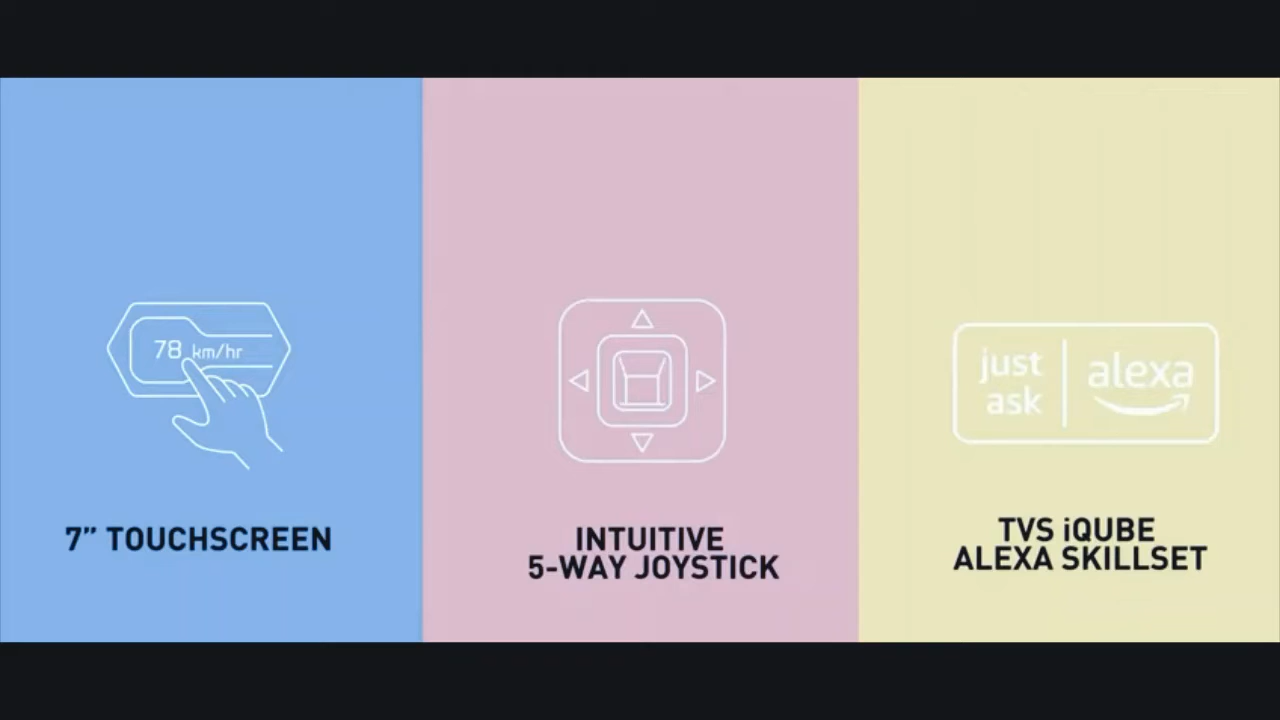 78 km/hr
7” TOUCHSCREEN
INTUITIVE
5-WAY JOYSTICK
just
ask
alexa
TVS iQUBE
ALEXA SKILLSET